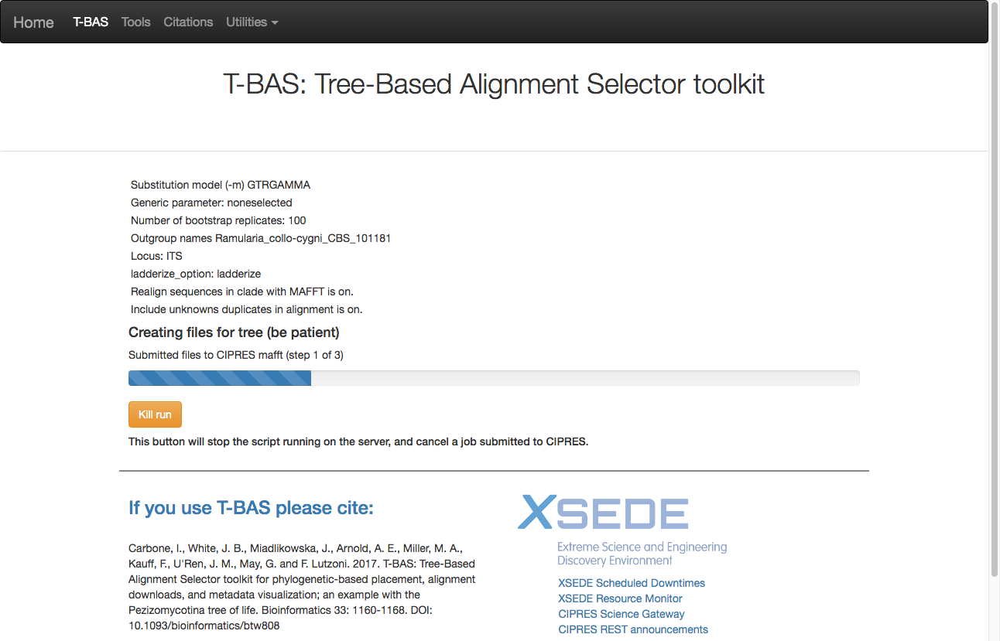 Home T-BAS Tools Citations Utilities
T-BAS: Tree-Based Alignment Selector toolkit
Substitution model (-m) GTRGAMMA
Generic parameter: noneselected
Number of bootstrap replicates: 100
Outgroup names Ramularia_collo-cygni_CBS_101181
Locus: ITS
ladderize_option: ladderize
Realign sequences in clade with MAFFT is on.
Include unknowns duplicates in alignment is on.
Creating files for tree (be patient)
Submitted files to CIPRES mafft (step 1 of 3)
Kill run
This button will stop the script running on the server, and cancel a job submitted to CIPRES.
If you use T-BAS please cite:
Carbone, I., White, J. B., Miadlikowska, J., Arnold, A. E., Miller, M. A.,
Kauff, F., U'Ren, J. M., May, G. and F. Lutzoni. 2017. T-BAS: Tree-Based
Alignment Selector toolkit for phylogenetic-based placement, alignment
downloads, and metadata visualization; an example with the
Pezizomycotina tree of life. Bioinformatics 33: 1160-1168. DOI:
10.1093/bioinformatics/btw808
XSEDE
Extreme Science and Engineering
Discovery Environment
XSEDE Scheduled Downtimes
XSEDE Resource Monitor
CIPRES Science Gateway
CIPRES REST announcements